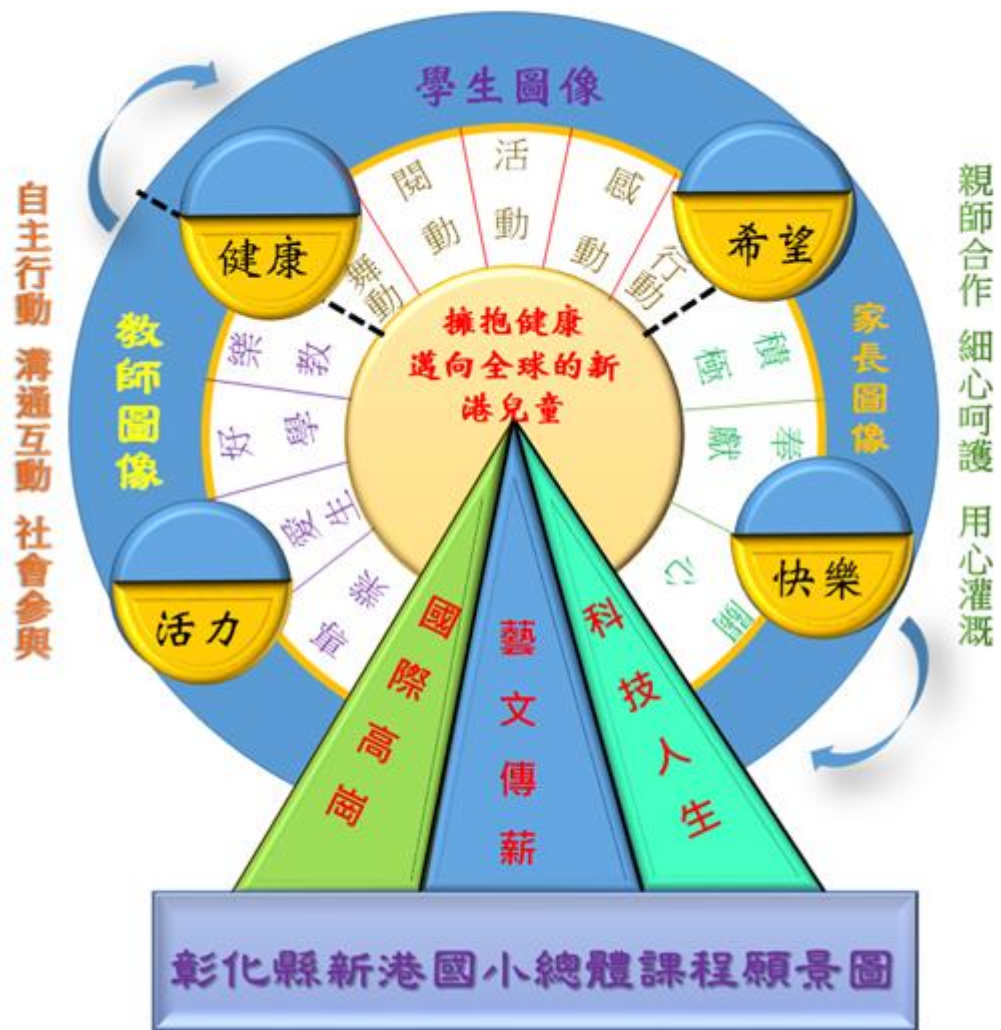 學生圖像
舞動
閱動
活動
感動
行動
健康
希望
擁抱健康
邁向全球的新
港兒童
教師圖像
樂教
好學
愛生
專業
家長圖像
積極
奉獻
關心
活力
快樂
自主行動 溝通互動 社會參與
親師合作 細心呵護 用心灌溉
國際高崗
藝文傳薪
科技人生
彰化縣新港國小總體課程願景圖